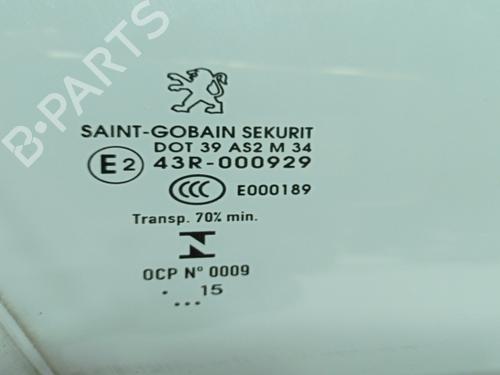 SAINT-GOBAIN SEKURIT
DOT 39 AS2 M 34
E2 43R-000929
CCC E000189
Transp. 70% min.
N
OCP N° 0009
. 15
...
B-PARTS